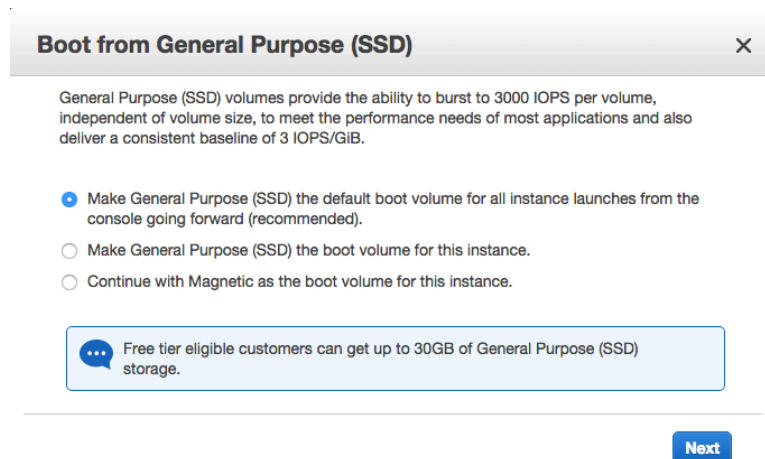 Boot from General Purpose (SSD)
General Purpose (SSD) volumes provide the ability to burst to 3000 IOPS per volume,
independent of volume size, to meet the performance needs of most applications and also
deliver a consistent baseline of 3 IOPS/GiB.
Make General Purpose (SSD) the default boot volume for all instance launches from the
console going forward (recommended).
Make General Purpose (SSD) the boot volume for this instance.
Continue with Magnetic as the boot volume for this instance.
Free tier eligible customers can get up to 30GB of General Purpose (SSD)
storage.
Next